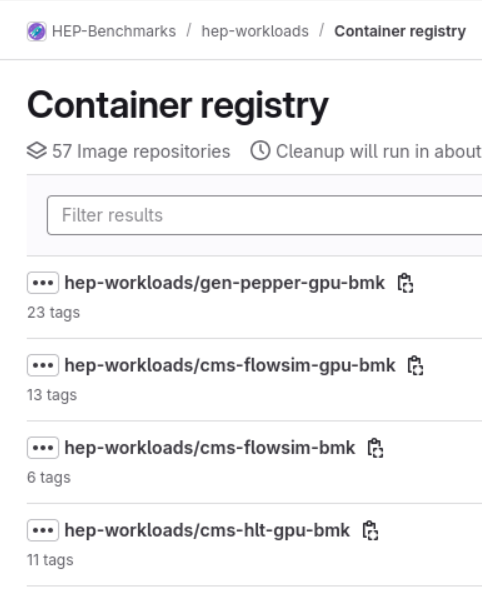 HEP-Benchmarks / hep-workloads / Container registry
Container registry
57 Image repositories Cleanup will run in about
Filter results
hep-workloads/gen-pepper-gpu-bmk
23 tags
hep-workloads/cms-flowsim-gpu-bmk
13 tags
hep-workloads/cms-flowsim-bmk
6 tags
hep-workloads/cms-hlt-gpu-bmk
11 tags